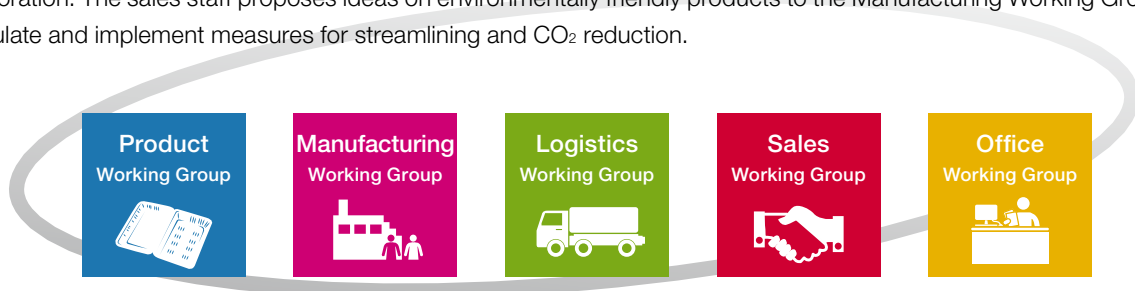 oration. The sales staff proposes ideas on environmentally friendly products to the Manufacturing Working Gro
ulate and implement measures for streamlining and CO₂ reduction.
Product
Working Group
Manufacturing
Working Group
Logistics
Working Group
Sales
Working Group
Office
Working Group